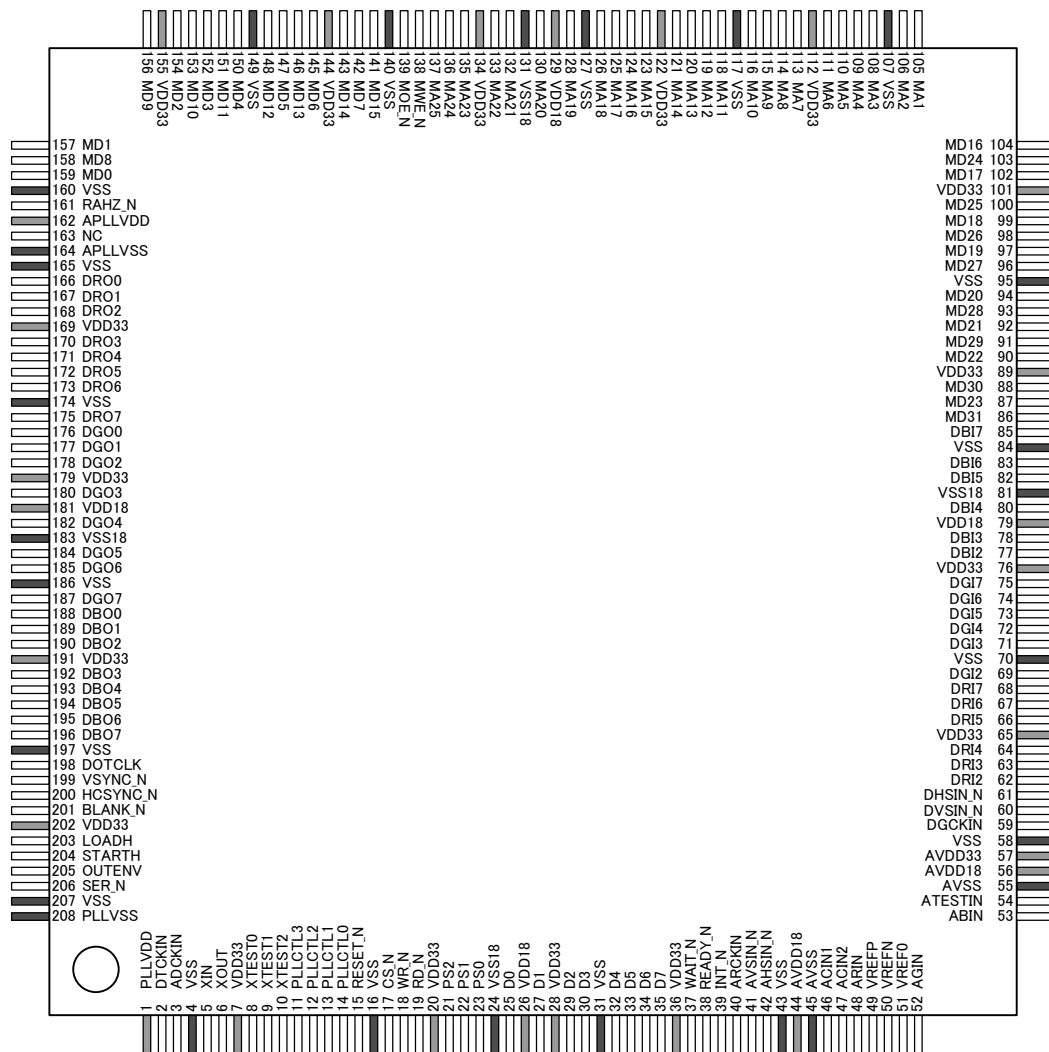 156 MD9
155 VDD33
154 MD2
153 MD10
152 MD3
151 MD11
150 MD4
149 VSS
148 MD12
147 MD5
146 MD13
145 MD6
144 VDD33
143 MD14
142 MD7
141 MD15
140 VSS
139 MOE_N
138 MWE_N
137 MA25
136 MA24
135 MA23
134 VDD33
133 MA22
132 MA21
131 VSS18
130 MA20
129 VDD18
128 MA19
127 VSS
126 MA18
125 MA17
124 MA16
123 MA15
122 VDD33
121 MA14
120 MA13
119 MA12
118 MA11
117 VSS
116 MA10
115 MA9
114 MA8
113 MA7
112 VDD33
111 MA6
110 MA5
109 MA4
108 MA3
107 VSS
106 MA2
105 MA1
157 MD1
158 MD8
159 MD0
160 VSS
161 RAHZ_N
162 APLLVDD
163 NC
164 APLLVSS
165 VSS
166 DRO0
167 DRO1
168 DRO2
169 VDD33
170 DRO3
171 DRO4
172 DRO5
173 DRO6
174 VSS
175 DRO7
176 DGO0
177 DGO1
178 DGO2
179 VDD33
180 DGO3
181 VDD18
182 DGO4
183 VSS18
184 DGO5
185 DGO6
186 VSS
187 DGO7
188 DBO0
189 DBO1
190 DBO2
191 VDD33
192 DBO3
193 DBO4
194 DBO5
195 DBO6
196 DBO7
197 VSS
198 DOTCLK
199 VSYNC_N
200 HCSYNC_N
201 BLANK_N
202 VDD33
203 LOADH
204 STARTH
205 OUTENV
206 SER_N
207 VSS
208 PLLVSS
MD16 104
MD24 103
MD17 102
VDD33 101
MD25 100
MD18 99
MD26 98
MD19 97
MD27 96
VSS 95
MD20 94
MD28 93
MD21 92
MD29 91
MD22 90
VDD33 89
MD30 88
MD23 87
MD31 86
DBI7 85
VSS 84
DBI6 83
DBI5 82
VSS18 81
DBI4 80
VDD18 79
DBI3 78
DBI2 77
VDD33 76
DGI7 75
DGI6 74
DGI5 73
DGI4 72
DGI3 71
VSS 70
DGI2 69
DRI7 68
DRI6 67
DRI5 66
VDD33 65
DRI4 64
DRI3 63
DRI2 62
DHSIN_N 61
DVSIN_N 60
DGCKIN 59
VSS 58
AVDD33 57
AVDD18 56
AVSS 55
ATESTIN 54
ABIN 53
1 PLLVDD
2 DTCKIN
3 ADCKIN
4 VSS
5 XIN
6 XOUT
7 VDD33
8 XTEST0
9 XTEST1
10 XTEST2
11 PLLCTL3
12 PLLCTL2
13 PLLCTL1
14 PLLCTL0
15 RESET_N
16 VSS
17 CS_N
18 WR_N
19 RD_N
20 VDD33
21 PS2
22 PS1
23 PS0
24 VSS18
25 D0
26 VDD18
27 D1
28 VDD33
29 D2
30 D3
31 VSS
32 D4
33 D5
34 D6
35 D7
36 VDD33
37 WAIT_N
38 READY_N
39 INT_N
40 ARCKIN
41 AVSIN_N
42 AHSIN_N
43 VSS
44 AVDD18
45 AVSS
46 ACIN1
47 ACIN2
48 ARIN
49 VREFP
50 VREFN
51 VREF0
52 AGIN